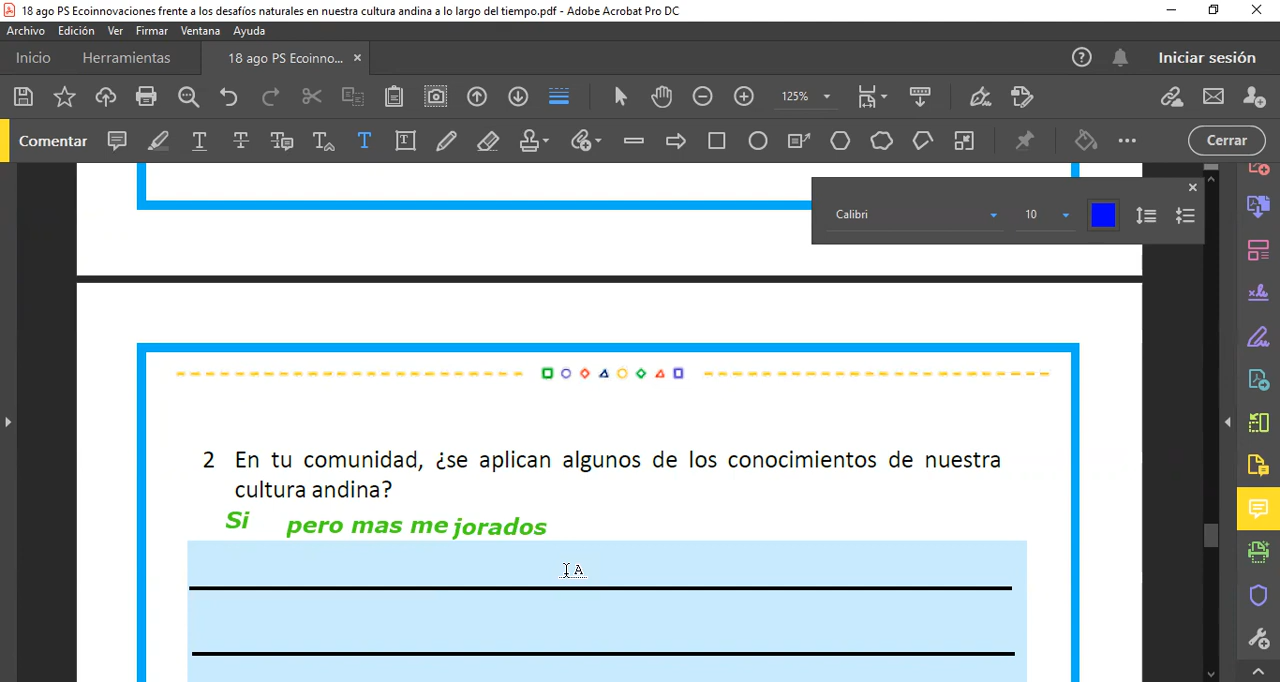 18 ago PS Ecoinnovaciones frente a los desafíos naturales en nuestra cultura andina a lo largo del tiempo.pdf - Adobe Acrobat Pro DC
Archivo Edición Ver Firmar Ventana Ayuda
Inicio Herramientas 18 ago PS Ecoinno... × Iniciar sesión
125%
Comentar Cerrar
Calibri 10
2 En tu comunidad, ¿se aplican algunos de los conocimientos de nuestra
cultura andina?
Si pero mas me jorados